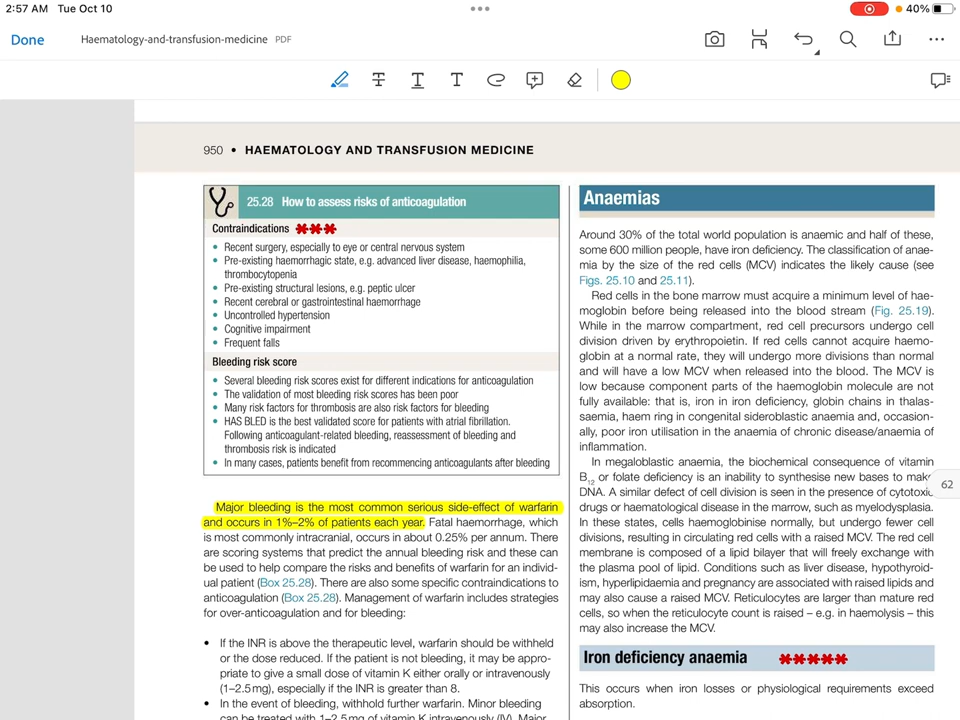 2:57 AM Tue Oct 10
40%
Done
Haematology-and-transfusion-medicine PDF
T T T
950 • HAEMATOLOGY AND TRANSFUSION MEDICINE
25.28 How to assess risks of anticoagulation
Contraindications
• Recent surgery, especially to eye or central nervous system
• Pre-existing haemorrhagic state, e.g. advanced liver disease, haemophilia,
thrombocytopenia
• Pre-existing structural lesions, e.g. peptic ulcer
• Recent cerebral or gastrointestinal haemorrhage
• Uncontrolled hypertension
• Cognitive impairment
• Frequent falls
Bleeding risk score
• Several bleeding risk scores exist for different indications for anticoagulation
• The validation of most bleeding risk scores has been poor
• Many risk factors for thrombosis are also risk factors for bleeding
• HAS BLED is the best validated score for patients with atrial fibrillation.
Following anticoagulant-related bleeding, reassessment of bleeding and
thrombosis risk is indicated
• In many cases, patients benefit from recommencing anticoagulants after bleeding
Major bleeding is the most common serious side-effect of warfarin
and occurs in 1%–2% of patients each year. Fatal haemorrhage, which
is most commonly intracranial, occurs in about 0.25% per annum. There
are scoring systems that predict the annual bleeding risk and these can
be used to help compare the risks and benefits of warfarin for an individ-
ual patient (Box 25.28). There are also some specific contraindications to
anticoagulation (Box 25.28). Management of warfarin includes strategies
for over-anticoagulation and for bleeding:
• If the INR is above the therapeutic level, warfarin should be withheld
or the dose reduced. If the patient is not bleeding, it may be appro-
priate to give a small dose of vitamin K either orally or intravenously
(1–2.5 mg), especially if the INR is greater than 8.
• In the event of bleeding, withhold further warfarin. Minor bleeding
can be treated with 1–2.5 mg of vitamin K intravenously (IV). Major
Anaemias
Around 30% of the total world population is anaemic and half of these,
some 600 million people, have iron deficiency. The classification of anae-
mia by the size of the red cells (MCV) indicates the likely cause (see
Figs. 25.10 and 25.11).
Red cells in the bone marrow must acquire a minimum level of hae-
moglobin before being released into the blood stream (Fig. 25.19).
While in the marrow compartment, red cell precursors undergo cell
division driven by erythropoietin. If red cells cannot acquire haemo-
globin at a normal rate, they will undergo more divisions than normal
and will have a low MCV when released into the blood. The MCV is
low because component parts of the haemoglobin molecule are not
fully available: that is, iron in iron deficiency, globin chains in thalas-
saemia, haem ring in congenital sideroblastic anaemia and, occasion-
ally, poor iron utilisation in the anaemia of chronic disease/anaemia of
inflammation.
In megaloblastic anaemia, the biochemical consequence of vitamin
B12 or folate deficiency is an inability to synthesise new bases to make
DNA. A similar defect of cell division is seen in the presence of cytotoxic
drugs or haematological disease in the marrow, such as myelodysplasia.
In these states, cells haemoglobinise normally, but undergo fewer cell
divisions, resulting in circulating red cells with a raised MCV. The red cell
membrane is composed of a lipid bilayer that will freely exchange with
the plasma pool of lipid. Conditions such as liver disease, hypothyroid-
ism, hyperlipidaemia and pregnancy are associated with raised lipids and
may also cause a raised MCV. Reticulocytes are larger than mature red
cells, so when the reticulocyte count is raised – e.g. in haemolysis – this
may also increase the MCV.
62
Iron deficiency anaemia
This occurs when iron losses or physiological requirements exceed
absorption.